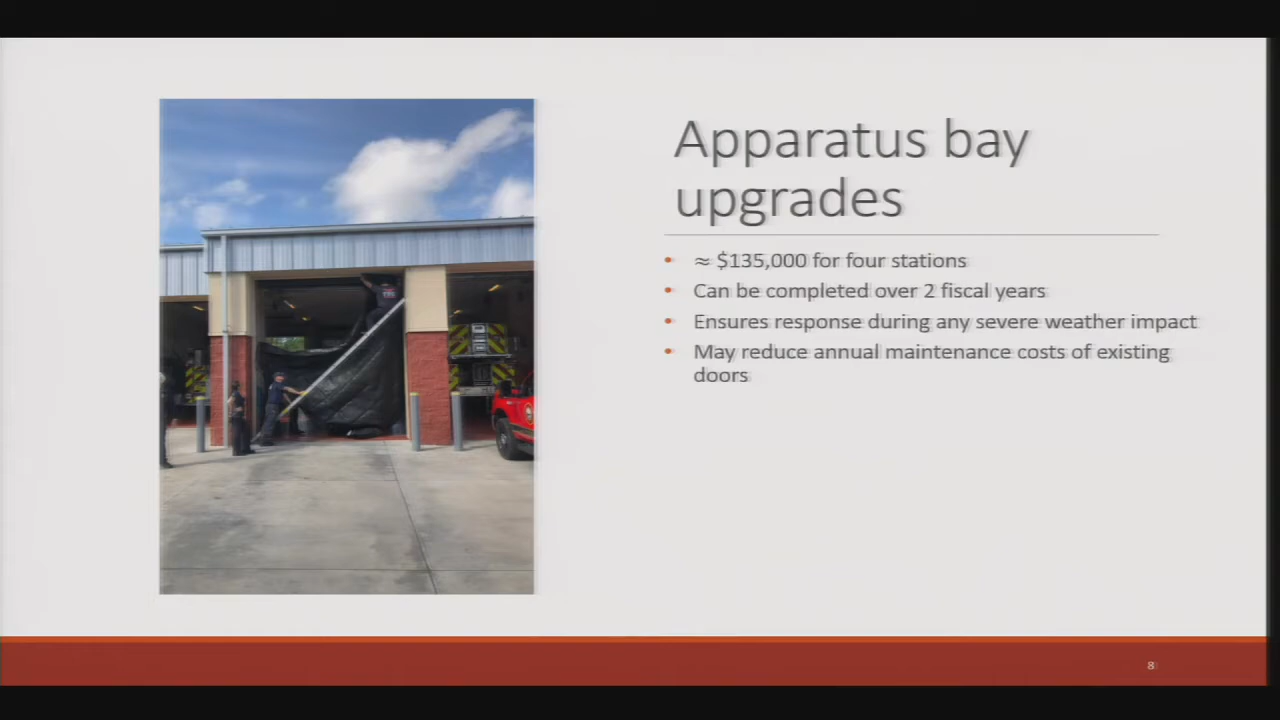 Apparatus bay
upgrades
• ≈ $135,000 for four stations
• Can be completed over 2 fiscal years
• Ensures response during any severe weather impact
• May reduce annual maintenance costs of existing
doors
8